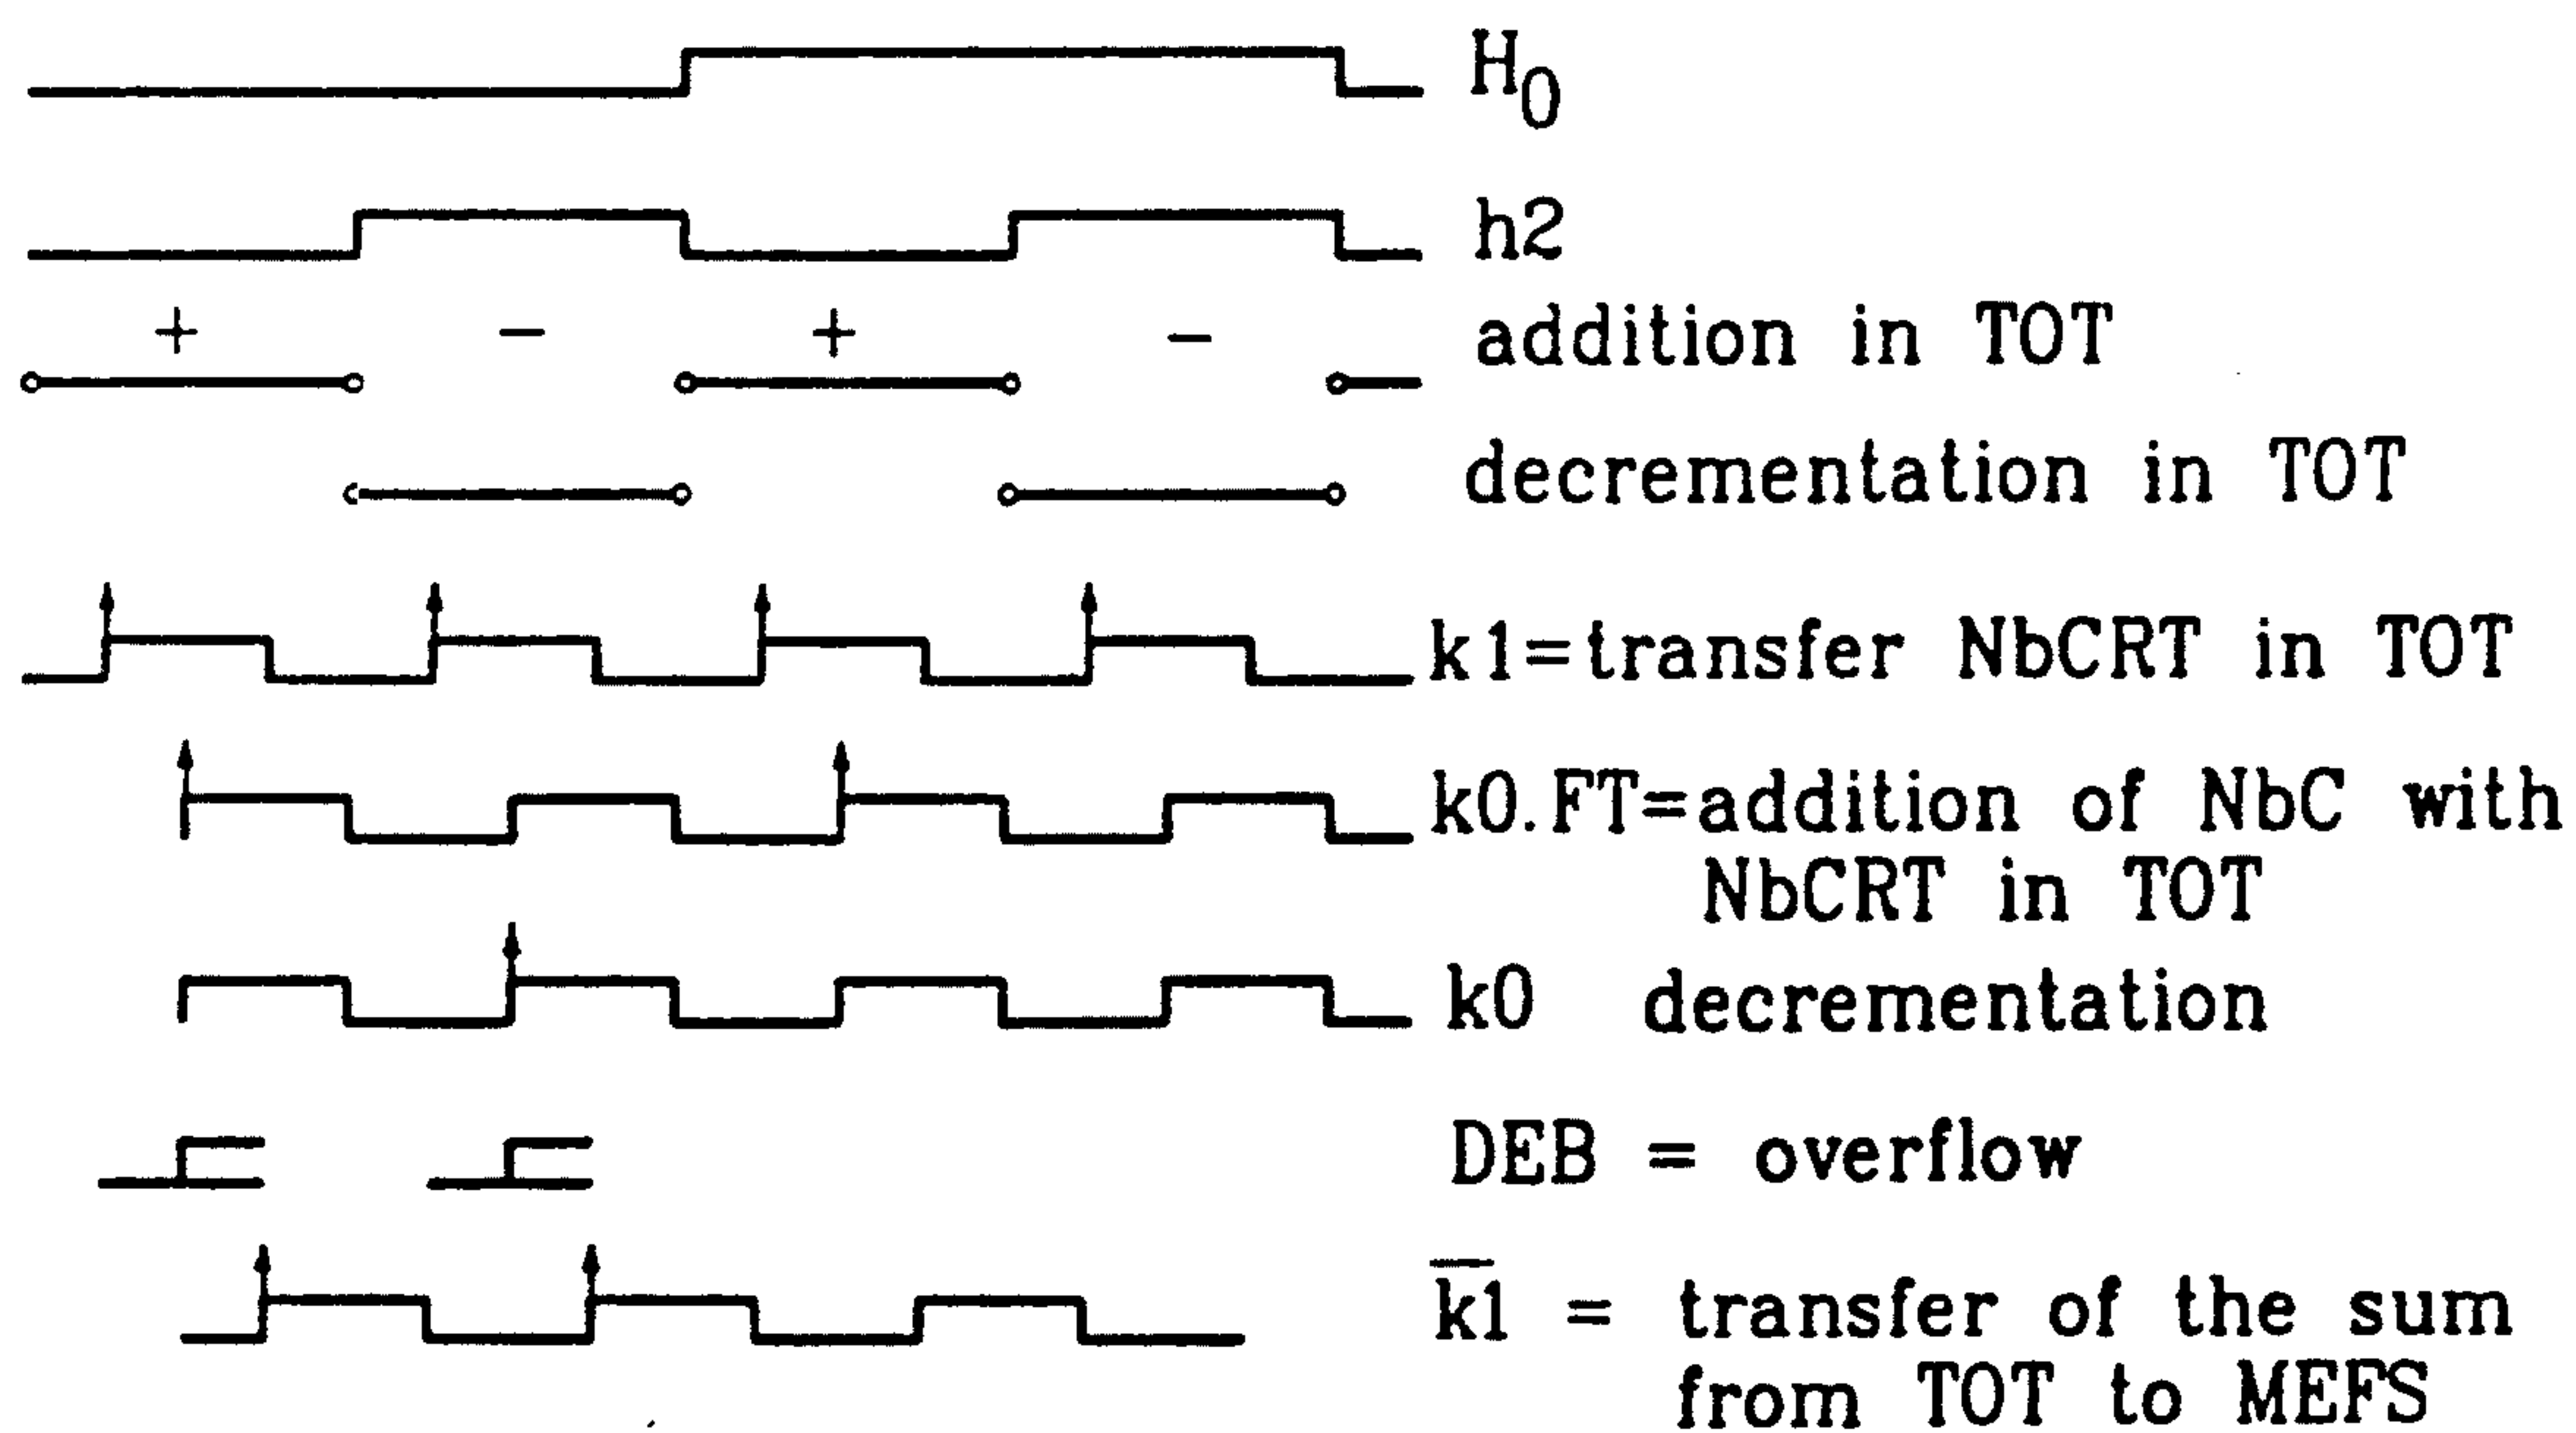 H₀
h2
+ − + −
addition in TOT
decrementation in TOT
k1=transfer NbCRT in TOT
k0.FT=addition of NbC with
NbCRT in TOT
k0 decrementation
DEB = overflow
k̅1̅ = transfer of the sum
from TOT to MEFS